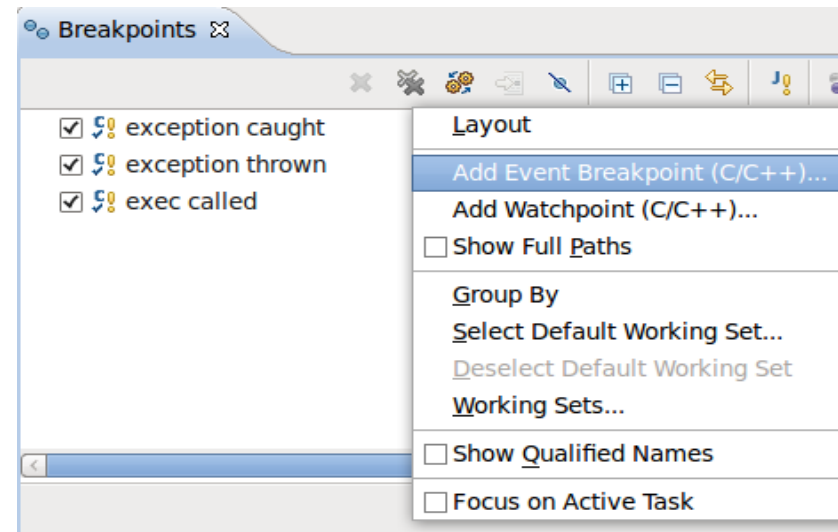 Breakpoints
exception caught
exception thrown
exec called
Layout
Add Event Breakpoint (C/C++)...
Add Watchpoint (C/C++)...
Show Full Paths
Group By
Select Default Working Set...
Deselect Default Working Set
Working Sets...
Show Qualified Names
Focus on Active Task